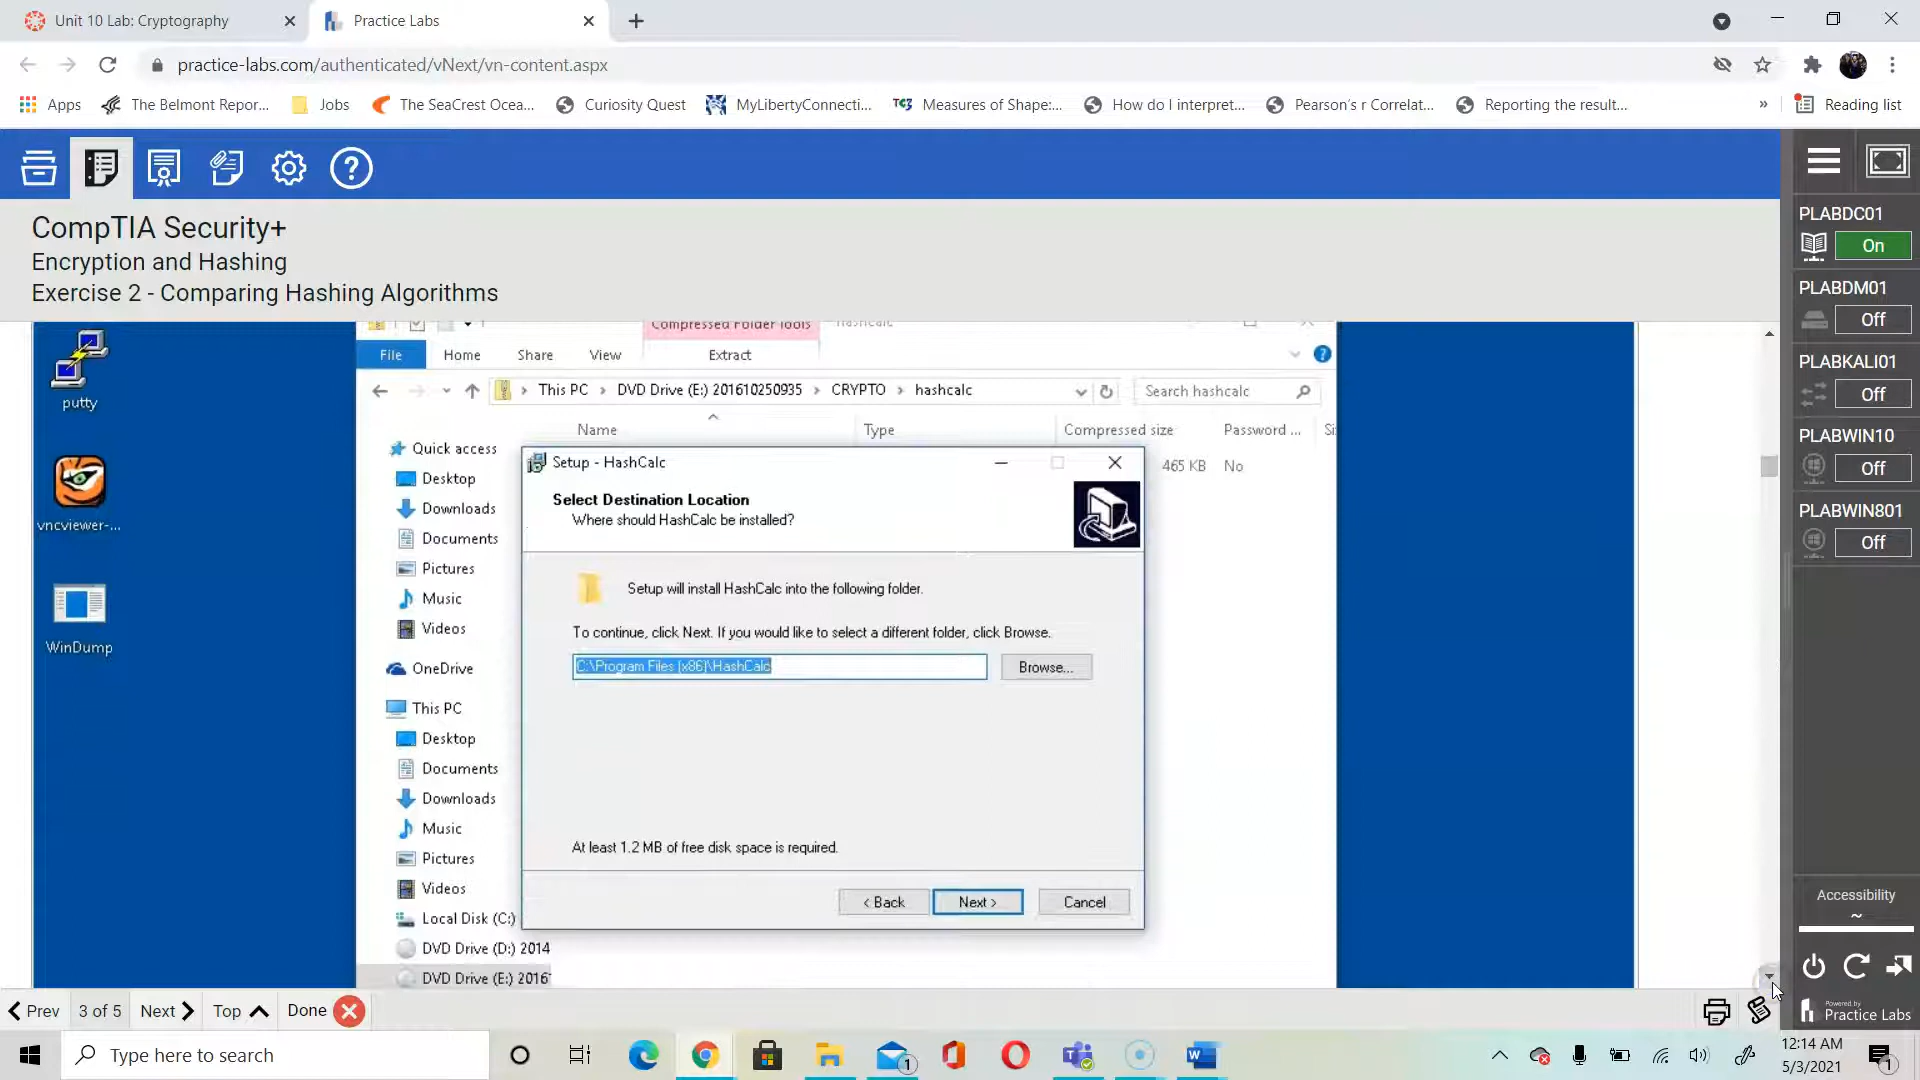 Unit 10 Lab: Cryptography
Practice Labs
practice-labs.com/authenticated/vNext/vn-content.aspx
Apps
The Belmont Repor...
Jobs
The SeaCrest Ocea...
Curiosity Quest
MyLibertyConnecti...
TC3
Measures of Shape:...
How do I interpret...
Pearson's r Correlat...
Reporting the result...
»
Reading list
CompTIA Security+
Encryption and Hashing
Exercise 2 - Comparing Hashing Algorithms
PLABDC01
On
PLABDM01
Off
PLABKALI01
Off
PLABWIN10
Off
PLABWIN801
Off
putty
vncviewer-...
WinDump
Compressed Folder Tools
hashcalc
File
Home
Share
View
Extract
This PC > DVD Drive (E:) 201610250935 > CRYPTO > hashcalc
Search hashcalc
Name
Type
Compressed size
Password ...
Si
465 KB
No
Quick access
Desktop
Downloads
Documents
Pictures
Music
Videos
OneDrive
This PC
Desktop
Documents
Downloads
Music
Pictures
Videos
Local Disk (C:)
DVD Drive (D:) 2014
DVD Drive (E:) 2016
Setup - HashCalc
Select Destination Location
Where should HashCalc be installed?
Setup will install HashCalc into the following folder.
To continue, click Next. If you would like to select a different folder, click Browse.
C:\Program Files (x86)\HashCalc
Browse...
At least 1.2 MB of free disk space is required.
< Back
Next >
Cancel
Accessibility
~
Powered by
Practice Labs
Prev
3 of 5
Next
Top
Done
Type here to search
1
12:14 AM
5/3/2021
1